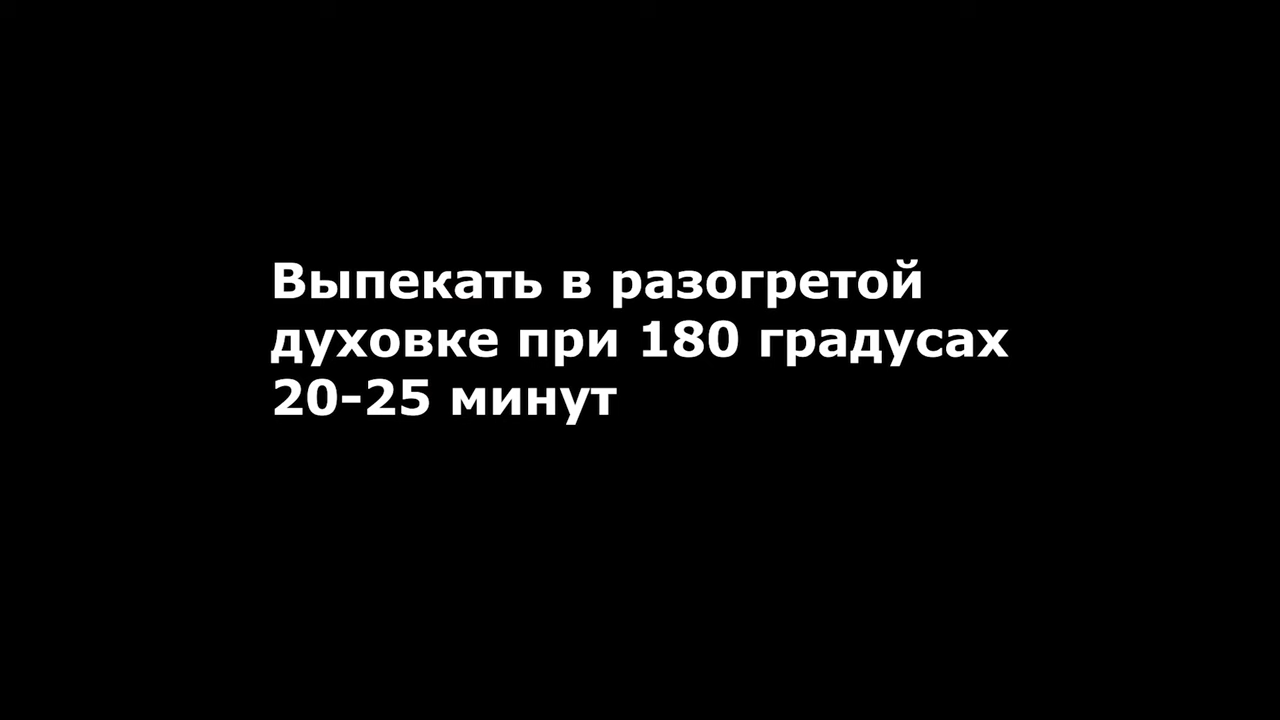 Выпекать в разогретой
духовке при 180 градусах
20-25 минут